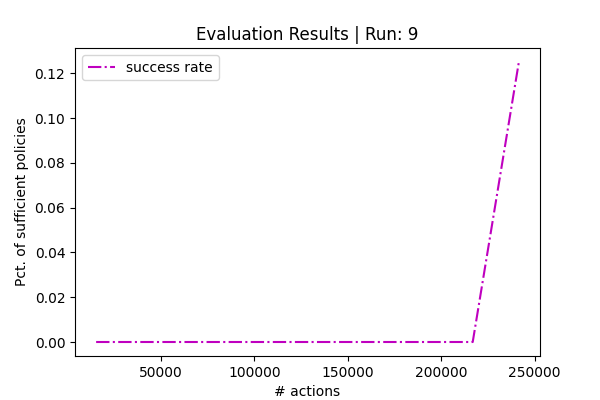 Evaluation Results | Run: 9
success rate
Pct. of sufficient policies
0.12
0.10
0.08
0.06
0.04
0.02
0.00
50000 100000 150000 200000 250000
# actions